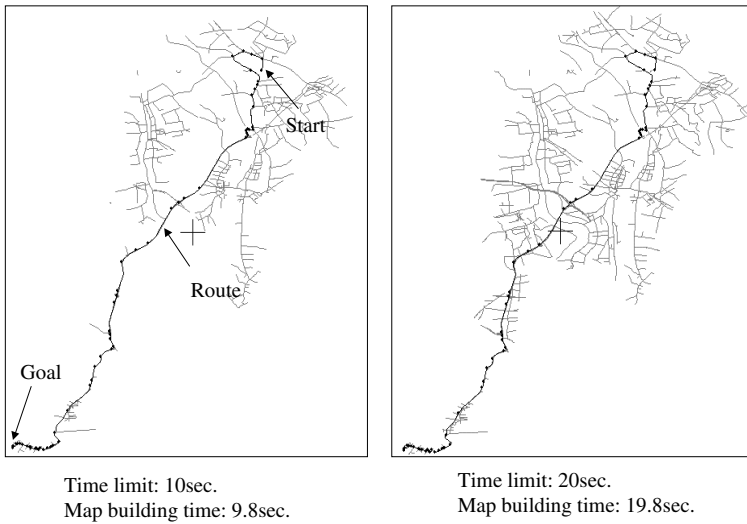 Start
Route
Goal
Time limit: 10sec.
Map building time: 9.8sec.
Time limit: 20sec.
Map building time: 19.8sec.